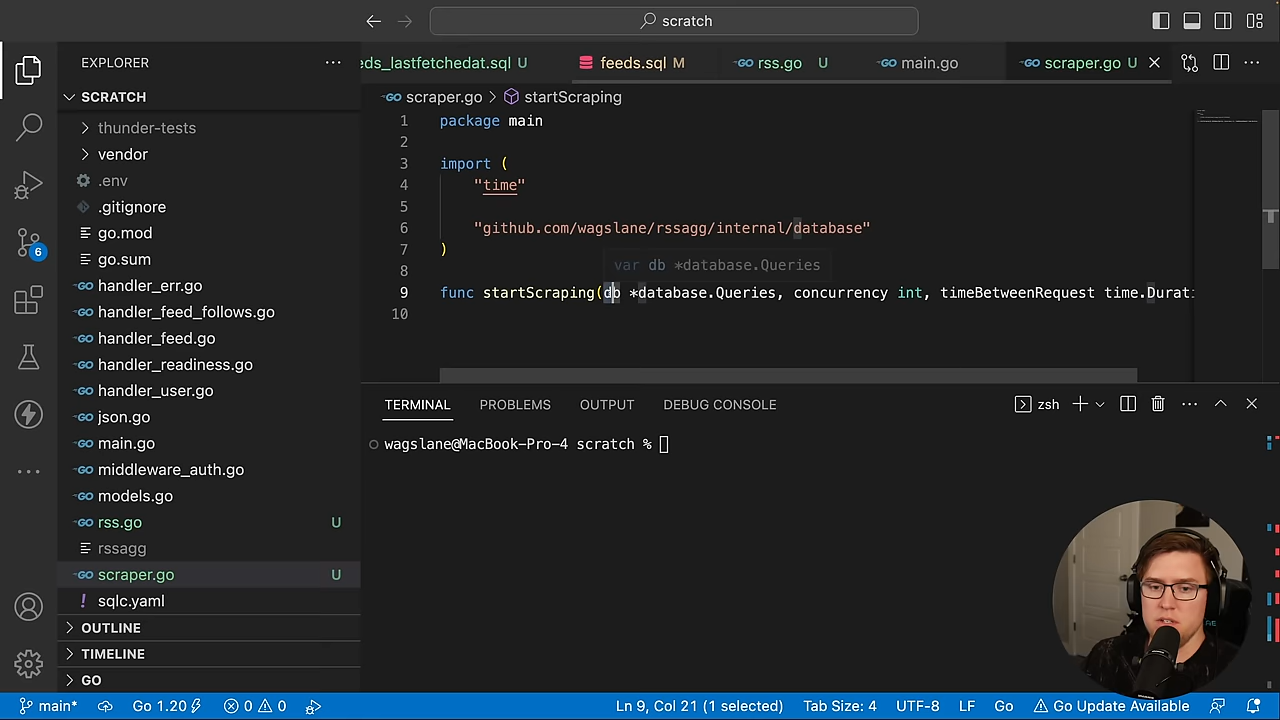 scratch
EXPLORER
eds_lastfetchedat.sql U
feeds.sql M
rss.go U
main.go
scraper.go U
SCRATCH
scraper.go > startScraping
thunder-tests
vendor
.env
.gitignore
go.mod
go.sum
handler_err.go
handler_feed_follows.go
handler_feed.go
handler_readiness.go
handler_user.go
json.go
main.go
middleware_auth.go
models.go
rss.go U
rssagg
scraper.go U
sqlc.yaml
OUTLINE
TIMELINE
GO
1 package main
2
3 import (
4 "time"
5
6 "github.com/wagslane/rssagg/internal/database"
7 )
var db *database.Queries
8
9 func startScraping(db *database.Queries, concurrency int, timeBetweenRequest time.Durati
10
TERMINAL PROBLEMS OUTPUT DEBUG CONSOLE
zsh
wagslane@MacBook-Pro-4 scratch %
6
main* Go 1.20 0 0 Ln 9, Col 21 (1 selected) Tab Size: 4 UTF-8 LF Go Go Update Available